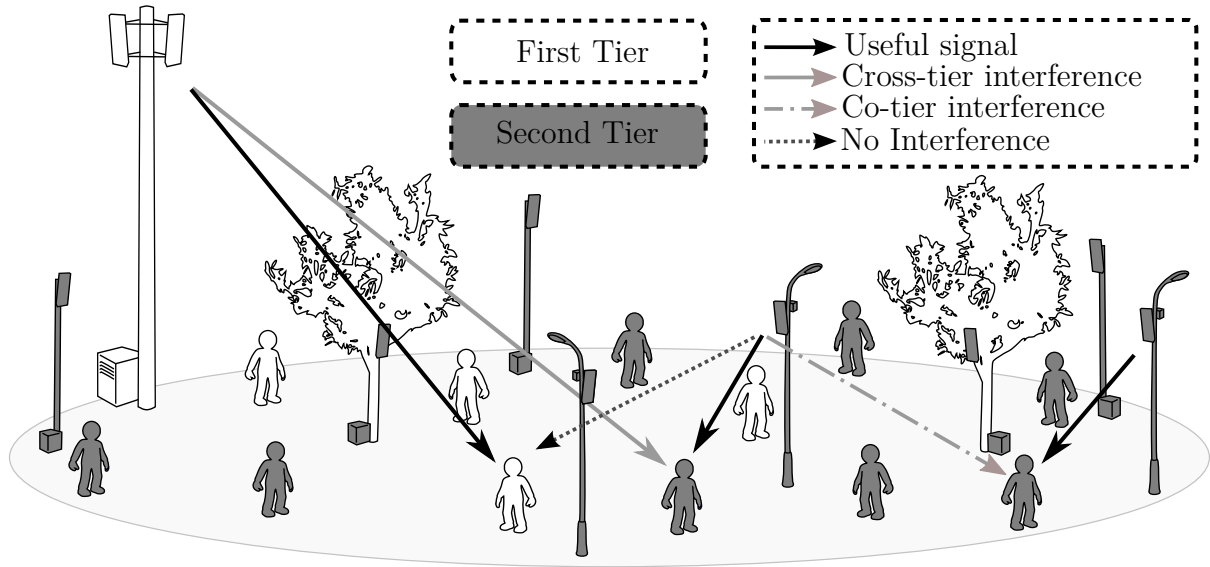 First Tier
Second Tier
Useful signal
Cross-tier interference
Co-tier interference
No Interference